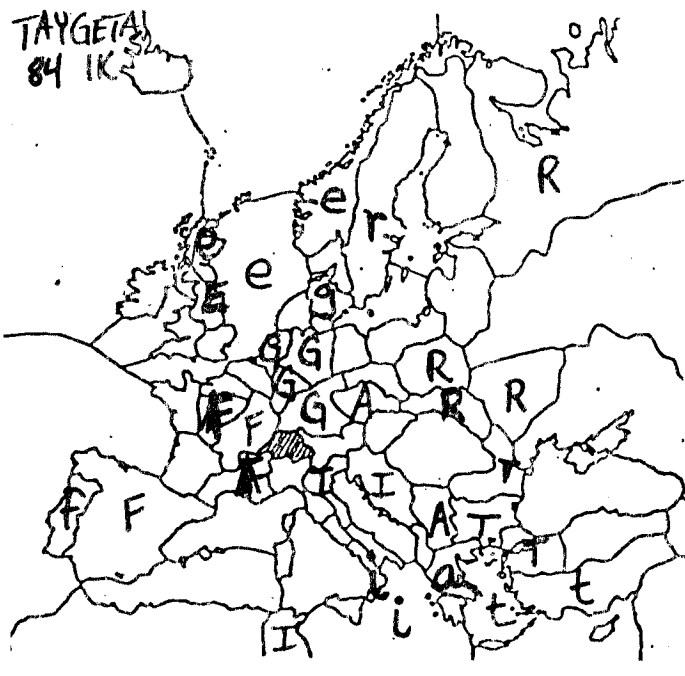 TAYGETA
84 IK
R
e
r
e
e
E g
G G R
G R
F F G A R
A I I
F F A T
T
a t
i t
I